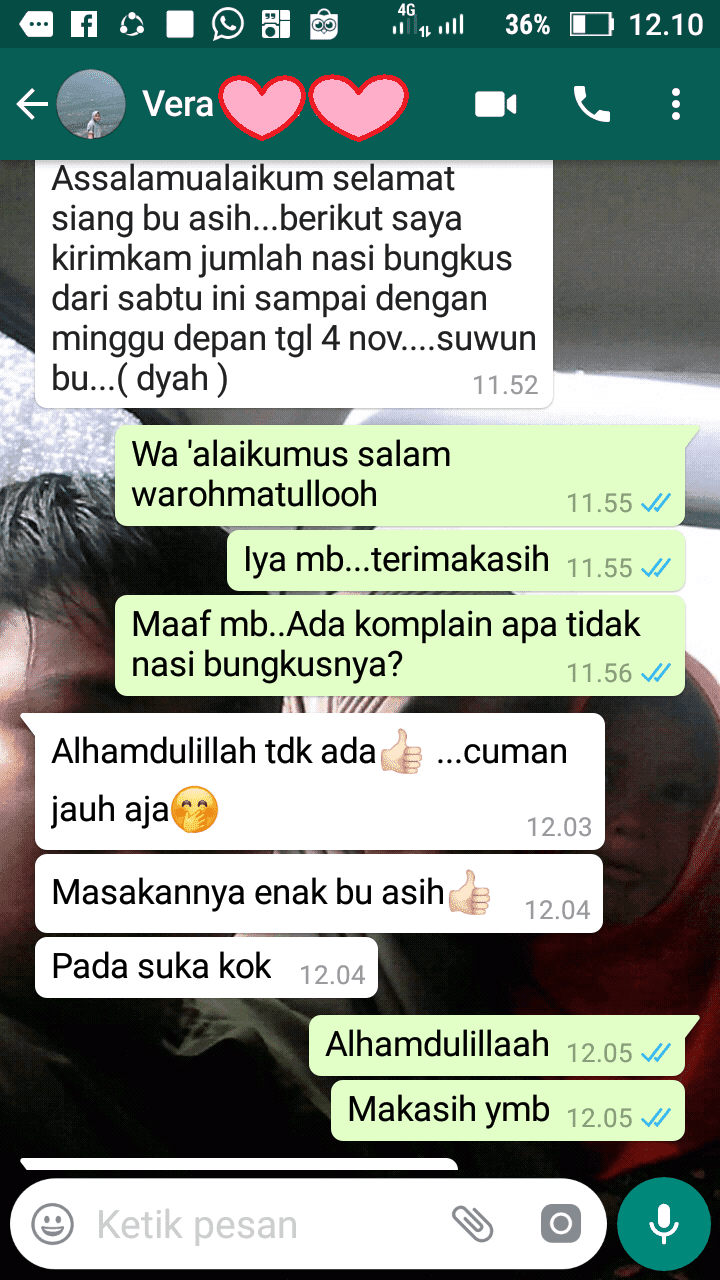 4G
36%
12.10
Vera
Assalamualaikum selamat
siang bu asih...berikut saya
kirimkam jumlah nasi bungkus
dari sabtu ini sampai dengan
minggu depan tgl 4 nov....suwun
bu...( dyah )
11.52
Wa 'alaikumus salam
warohmatullooh
11.55
Iya mb...terimakasih
11.55
Maaf mb..Ada komplain apa tidak
nasi bungkusnya?
11.56
Alhamdulillah tdk ada👍🏻 ...cuman
jauh aja🤭
12.03
Masakannya enak bu asih👍🏻
12.04
Pada suka kok
12.04
Alhamdulillaah
12.05
Makasih ymb
12.05
Ketik pesan